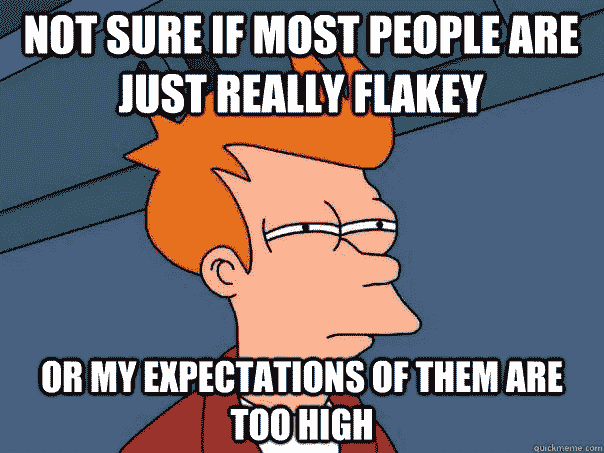 NOT SURE IF MOST PEOPLE ARE
JUST REALLY FLAKEY
OR MY EXPECTATIONS OF THEM ARE
TOO HIGH
quickmeme.com